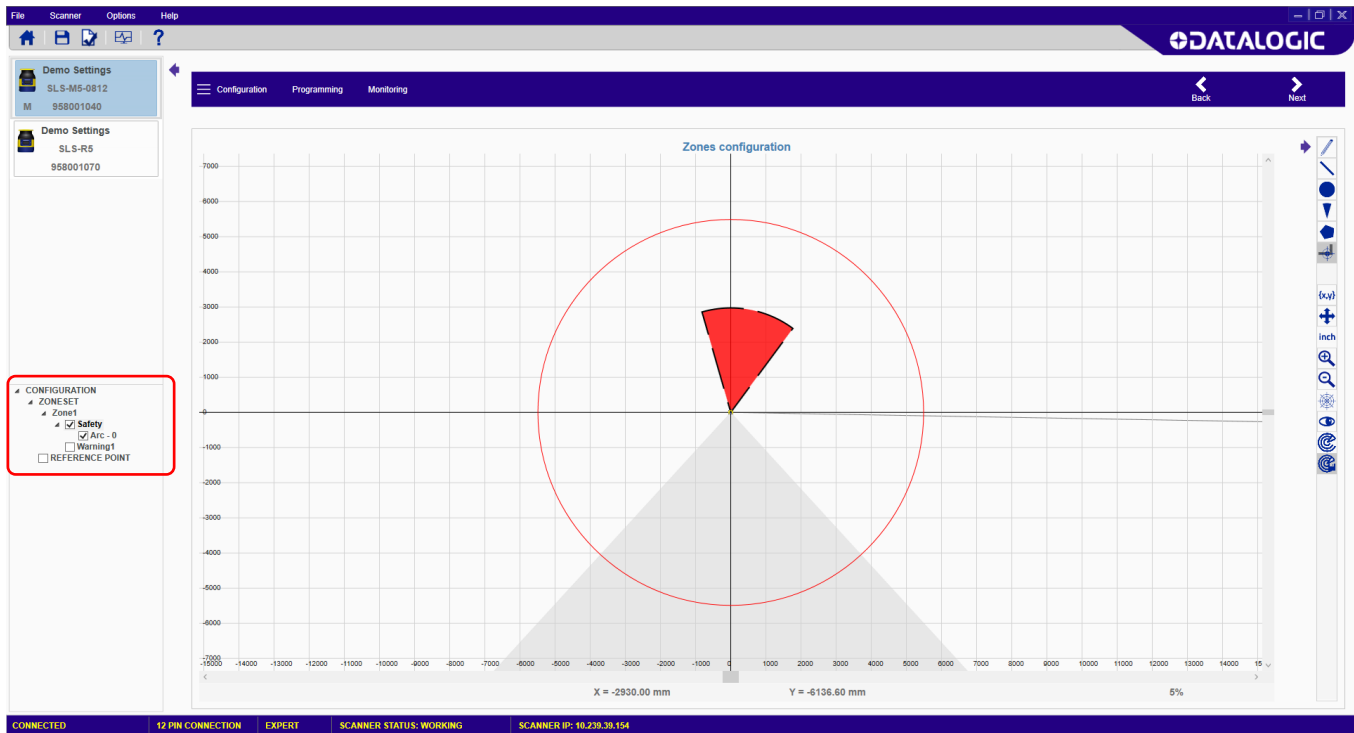 File Scanner Options Help
DATALOGIC
Demo Settings
SLS-M5-0812
M 958001040
Demo Settings
SLS-R5
958001070
Configuration Programming Monitoring
Back Next
Zones configuration
7000
6000
5000
4000
3000
2000
1000
0
-1000
-2000
-3000
-4000
-5000
-6000
-7000
-15000 -14000 -13000 -12000 -11000 -10000 -9000 -8000 -7000 -6000 -5000 -4000 -3000 -2000 -1000 0 1000 2000 3000 4000 5000 6000 7000 8000 9000 10000 11000 12000 13000 14000 15
{x,y}
inch
CONFIGURATION
ZONESET
Zone1
Safety
Arc - 0
Warning1
REFERENCE POINT
X = -2930.00 mm Y = -6136.60 mm 5%
CONNECTED 12 PIN CONNECTION EXPERT SCANNER STATUS: WORKING SCANNER IP: 10.239.39.154